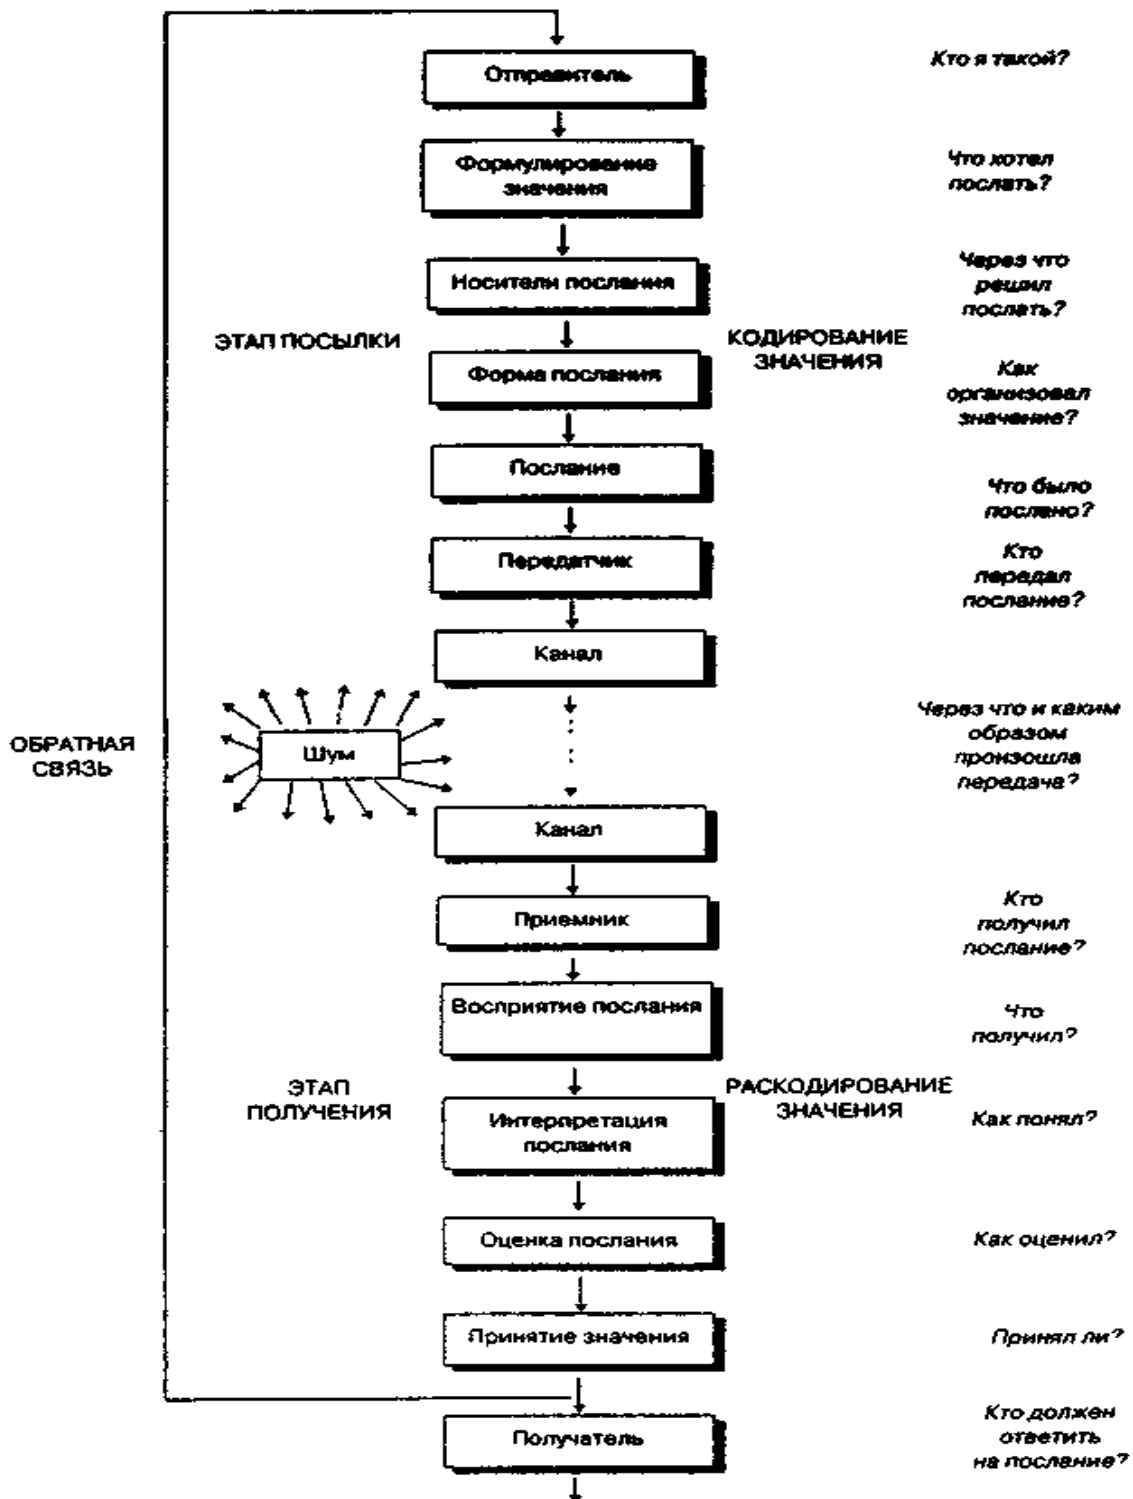 Отправитель
Кто я такой?
Формулирование
значения
Что хотел
послать?
Носители послания
Через что
решил
послать?
ЭТАП ПОСЫЛКИ
КОДИРОВАНИЕ
ЗНАЧЕНИЯ
Форма послания
Как
организовал
значение?
Послание
Что было
послано?
Передатчик
Кто
передал
послание?
Канал
ОБРАТНАЯ
СВЯЗЬ
Шум
Через что и каким
образом
произошла
передача?
Канал
Приемник
Кто
получил
послание?
Восприятие послания
Что
получил?
ЭТАП
ПОЛУЧЕНИЯ
РАСКОДИРОВАНИЕ
ЗНАЧЕНИЯ
Интерпретация
послания
Как понял?
Оценка послания
Как оценил?
Принятие значения
Принял ли?
Получатель
Кто должен
ответить
на послание?